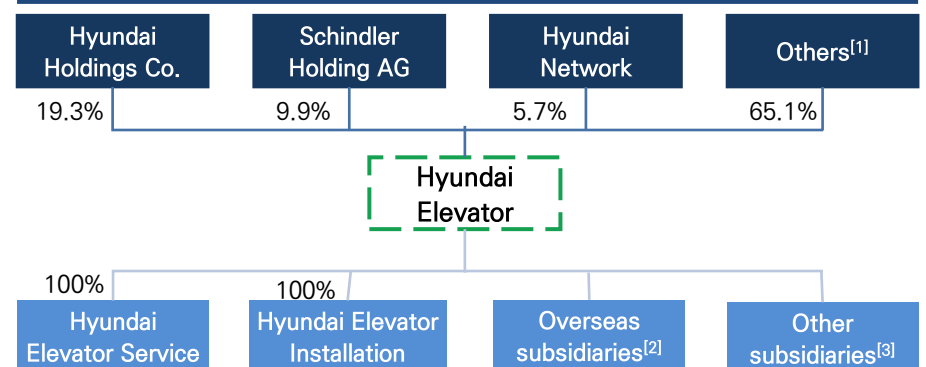 Hyundai
Holdings Co.
Schindler
Holding AG
Hyundai
Network
Others[1]
19.3%
9.9%
5.7%
65.1%
Hyundai
Elevator
100%
100%
Hyundai
Elevator Service
Hyundai Elevator
Installation
Overseas
subsidiaries[2]
Other
subsidiaries[3]